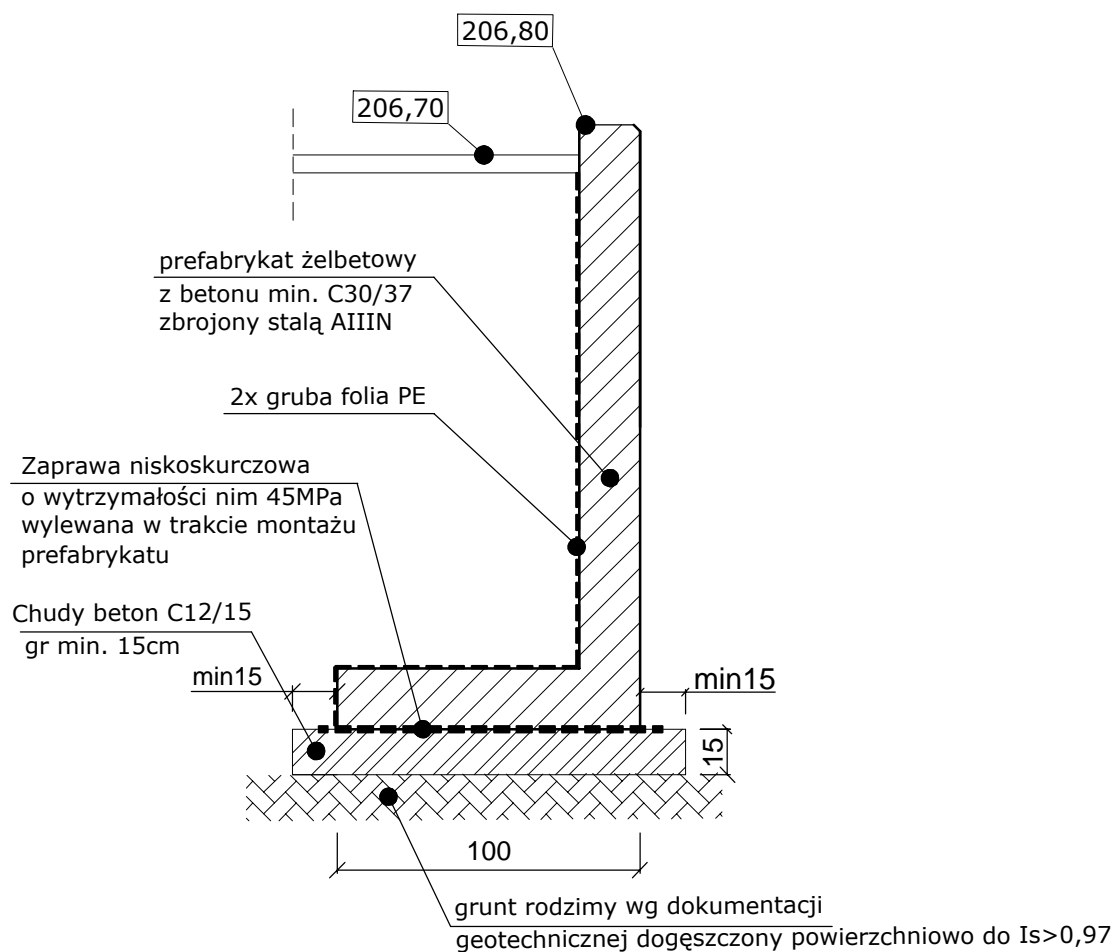 206,80
206,70
prefabrykat żelbetowy
z betonu min. C30/37
zbrojony stalą AIIIN
2x gruba folia PE
Zaprawa niskoskurczowa
o wytrzymałości nim 45MPa
wylewana w trakcie montażu
prefabrykatu
Chudy beton C12/15
gr min. 15cm
min15
min15
15
100
grunt rodzimy wg dokumentacji
geotechnicznej dogęszczony powierzchniowo do Is>0,97